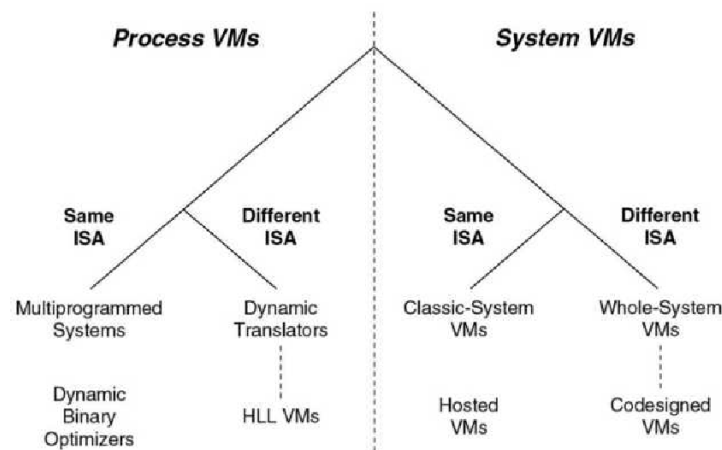 Process VMs
System VMs
Same
ISA
Different
ISA
Same
ISA
Different
ISA
Multiprogrammed
Systems
Dynamic
Translators
Classic-System
VMs
Whole-System
VMs
Dynamic
Binary
Optimizers
HLL VMs
Hosted
VMs
Codesigned
VMs